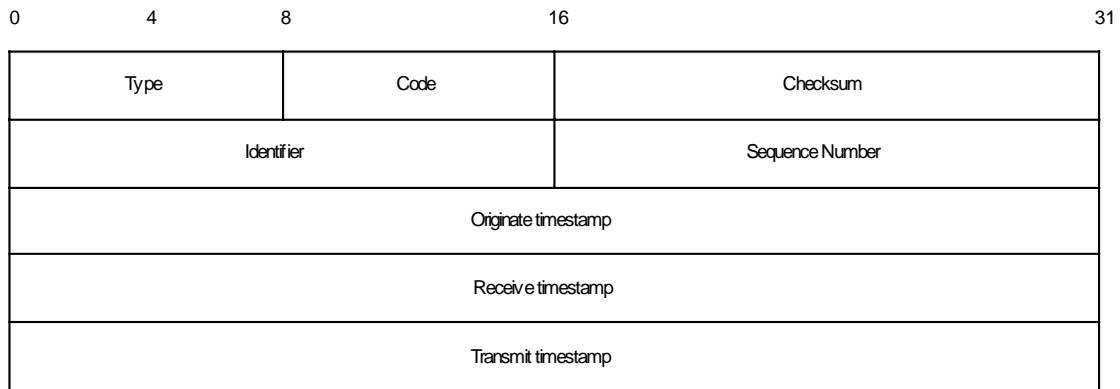 0 4 8 16 31
Type Code Checksum
Identifier Sequence Number
Originate timestamp
Receive timestamp
Transmit timestamp